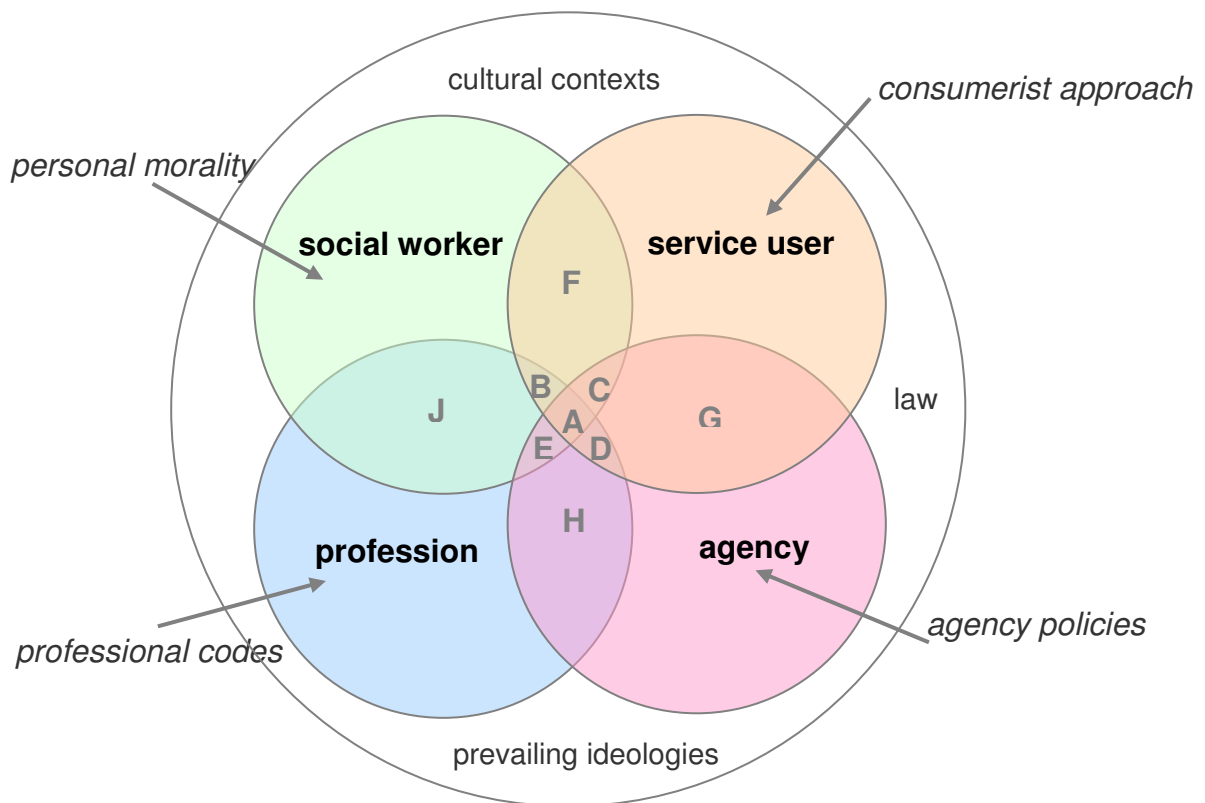 cultural contexts
consumerist approach
personal morality
social worker
service user
F
B
C
J
A
G
E
D
law
H
profession
agency
professional codes
agency policies
prevailing ideologies